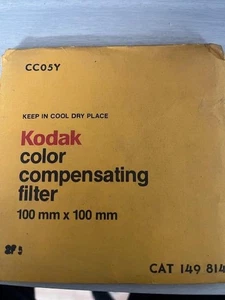 CC05Y
KEEP IN COOL DRY PLACE
Kodak
color
compensating
filter
100 mm x 100 mm
CAT 149 814